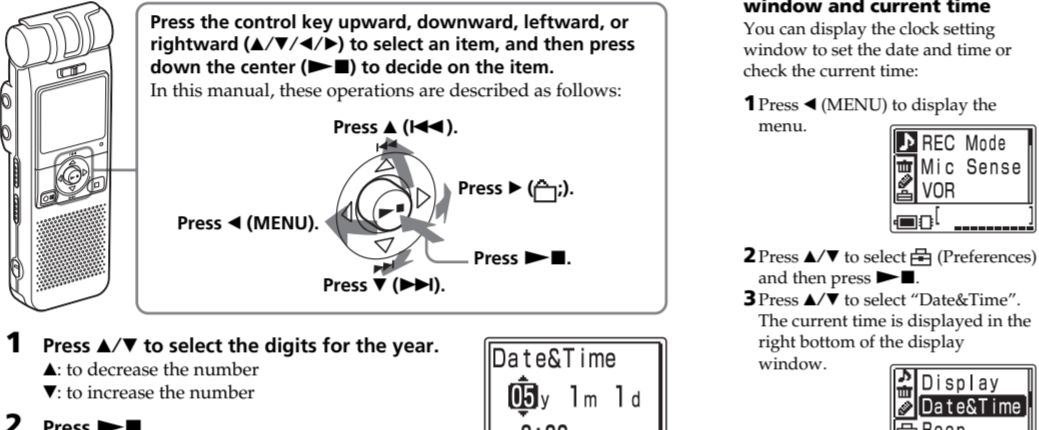 Press the control key upward, downward, leftward, or
rightward (▲/▼/◄/►) to select an item, and then press
down the center (►■) to decide on the item.
In this manual, these operations are described as follows:
Press ▲ (I◄◄).
Press ► ( ).
Press ◄ (MENU).
Press ►■.
Press ▼ (►►I).
1 Press ▲/▼ to select the digits for the year.
▲: to decrease the number
▼: to increase the number
2 Press ►■.
Date&Time
05y 1m 1d
window and current time
You can display the clock setting
window to set the date and time or
check the current time:
1 Press ◄ (MENU) to display the
menu.
REC Mode
Mic Sense
VOR
2 Press ▲/▼ to select (Preferences)
and then press ►■.
3 Press ▲/▼ to select “Date&Time”.
The current time is displayed in the
right bottom of the display
window.
Display
Date&Time